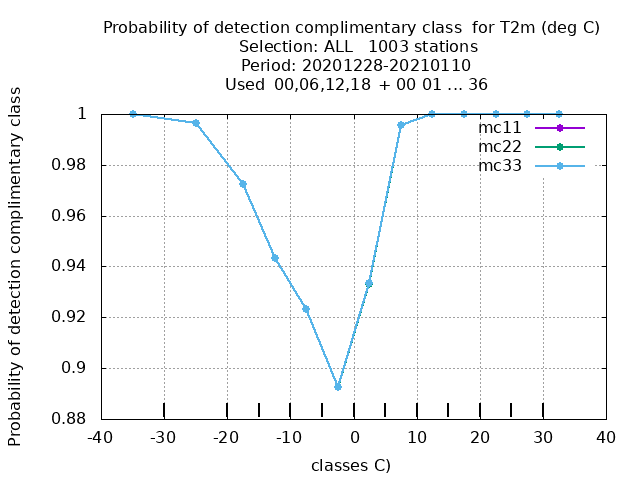 Probability of detection complimentary class  for T2m (deg C)
Selection: ALL   1003 stations
Period: 20201228-20210110
Used  00,06,12,18  + 00 01 ... 36
Probability of detection complimentary class
1
0.98
0.96
0.94
0.92
0.9
0.88
mc11
mc22
mc33
-40 -30 -20 -10 0 10 20 30 40
classes C)